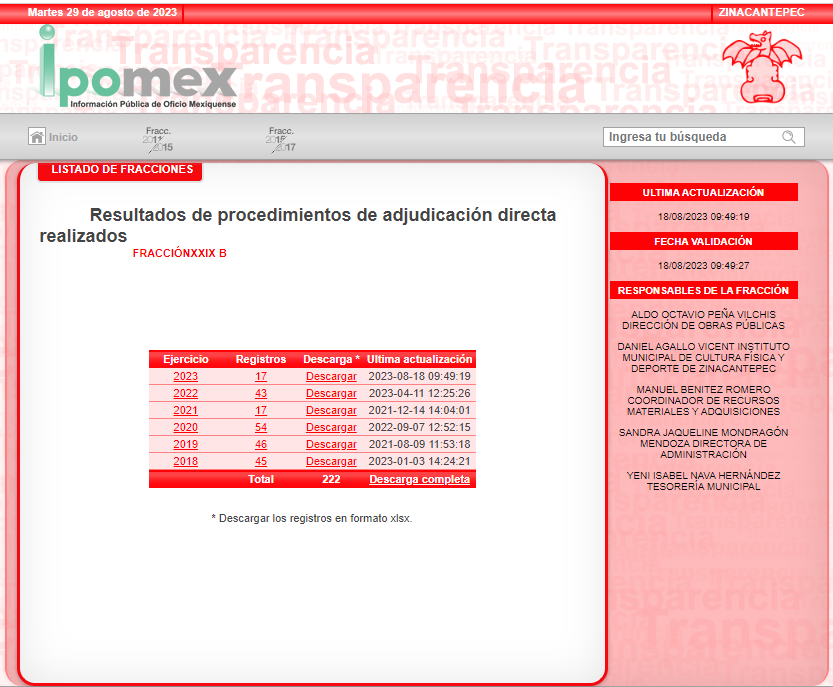 Martes 29 de agosto de 2023
ZINACANTEPEC
ipomex
Información Pública de Oficio Mexiquense
Transparencia
Inicio
Fracc.
2015
Fracc.
2017
Ingresa tu búsqueda
LISTADO DE FRACCIONES
Resultados de procedimientos de adjudicación directa
realizados
FRACCIÓNXXIX B
Ejercicio Registros Descarga * Ultima actualización
2023 17 Descargar 2023-08-18 09:49:19
2022 43 Descargar 2023-04-11 12:25:26
2021 17 Descargar 2021-12-14 14:04:01
2020 54 Descargar 2022-09-07 12:52:15
2019 46 Descargar 2021-08-09 11:53:18
2018 45 Descargar 2023-01-03 14:24:21
Total 222 Descarga completa
* Descargar los registros en formato xlsx.
ULTIMA ACTUALIZACIÓN
18/08/2023 09:49:19
FECHA VALIDACIÓN
18/08/2023 09:49:27
RESPONSABLES DE LA FRACCIÓN
ALDO OCTAVIO PEÑA VILCHIS
DIRECCIÓN DE OBRAS PÚBLICAS
DANIEL AGALLO VICENT INSTITUTO
MUNICIPAL DE CULTURA FÍSICA Y
DEPORTE DE ZINACANTEPEC
MANUEL BENITEZ ROMERO
COORDINADOR DE RECURSOS
MATERIALES Y ADQUISICIONES
SANDRA JAQUELINE MONDRAGÓN
MENDOZA DIRECTORA DE
ADMINISTRACIÓN
YENI ISABEL NAVA HERNÁNDEZ
TESORERÍA MUNICIPAL